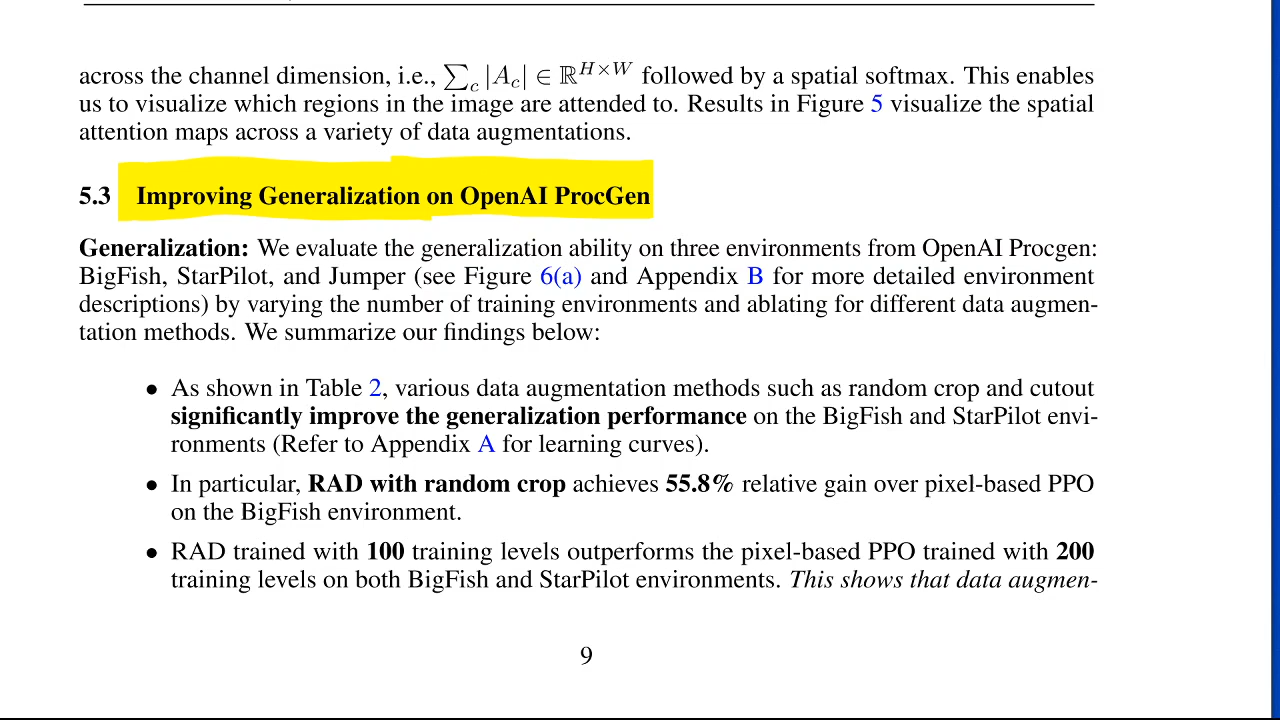 across the channel dimension, i.e., ∑_c |A_c| ∈ ℝ^{H×W} followed by a spatial softmax. This enables
us to visualize which regions in the image are attended to. Results in Figure 5 visualize the spatial
attention maps across a variety of data augmentations.
5.3 Improving Generalization on OpenAI ProcGen
Generalization: We evaluate the generalization ability on three environments from OpenAI Procgen:
BigFish, StarPilot, and Jumper (see Figure 6(a) and Appendix B for more detailed environment
descriptions) by varying the number of training environments and ablating for different data augmen-
tation methods. We summarize our findings below:
• As shown in Table 2, various data augmentation methods such as random crop and cutout
significantly improve the generalization performance on the BigFish and StarPilot envi-
ronments (Refer to Appendix A for learning curves).
• In particular, RAD with random crop achieves 55.8% relative gain over pixel-based PPO
on the BigFish environment.
• RAD trained with 100 training levels outperforms the pixel-based PPO trained with 200
training levels on both BigFish and StarPilot environments. This shows that data augmen-
9